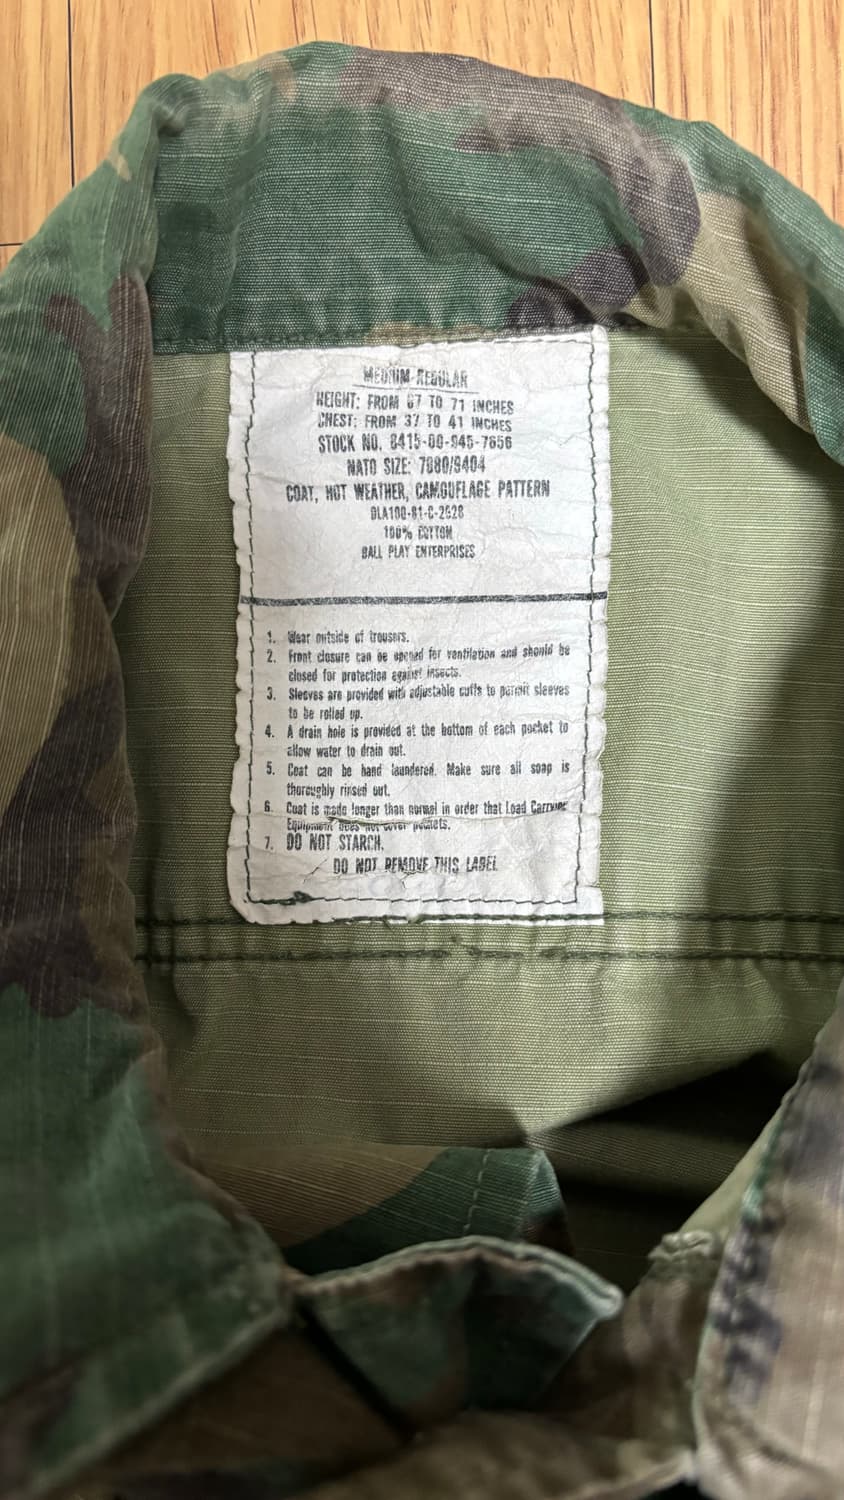 MEDIUM-REGULAR
HEIGHT: FROM 67 TO 71 INCHES
CHEST: FROM 37 TO 41 INCHES
STOCK NO. 8415-00-945-7656
NATO SIZE: 7080/9404
COAT, HOT WEATHER, CAMOUFLAGE PATTERN
DLA100-81-C-2628
100% COTTON
BALL PLAY ENTERPRISES
1. Wear outside of trousers.
2. Front closure can be opened for ventilation and should be
closed for protection against insects.
3. Sleeves are provided with adjustable cuffs to permit sleeves
to be rolled up.
4. A drain hole is provided at the bottom of each pocket to
allow water to drain out.
5. Coat can be hand laundered. Make sure all soap is
thoroughly rinsed out.
6. Coat is made longer than normal in order that Load Carrying
Equipment does not cover pockets.
7. DO NOT STARCH.
DO NOT REMOVE THIS LABEL